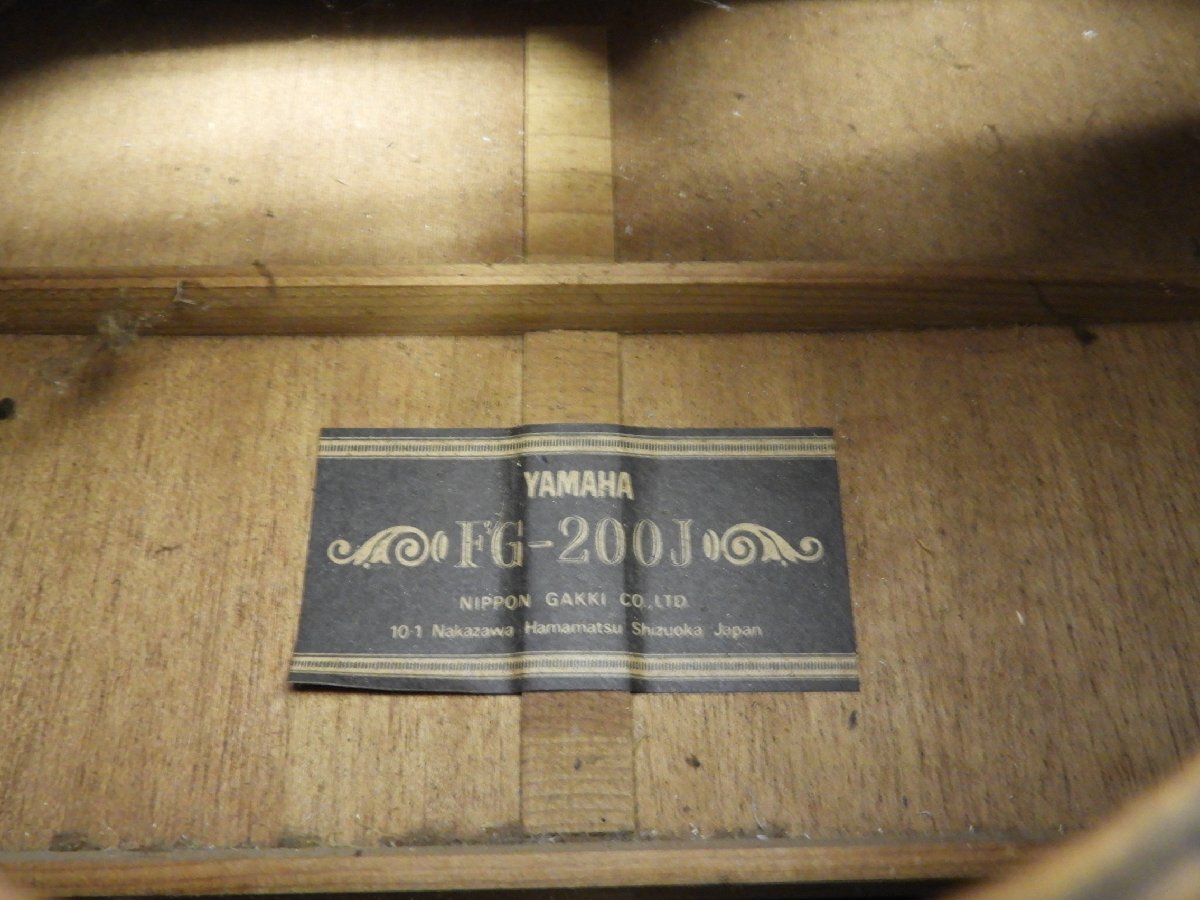 YAMAHA
FG-200J
NIPPON GAKKI CO., LTD
10-1 Nakazawa Hamamatsu Shizuoka Japan